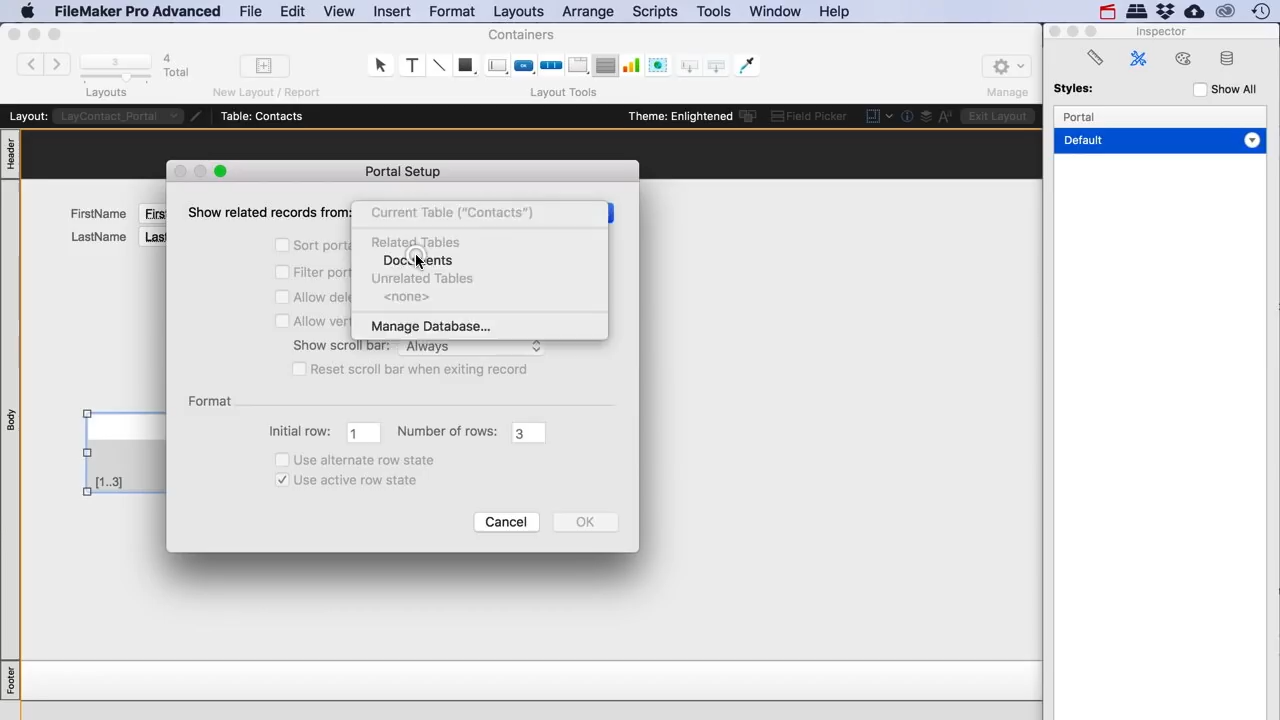 FileMaker Pro Advanced File Edit View Insert Format Layouts Arrange Scripts Tools Window Help
Containers
Inspector
3
4
Total
Layouts
New Layout / Report
Layout Tools
Manage
Layout: LayContact_Portal Table: Contacts
Theme: Enlightened
Field Picker
Exit Layout
Styles:
Show All
Portal
Default
Header
Body
Footer
FirstName
LastName
[1..3]
Portal Setup
Show related records from:
Current Table ("Contacts")
Related Tables
Documents
Unrelated Tables
<none>
Manage Database...
Show scroll bar: Always
Reset scroll bar when exiting record
Format
Initial row: 1 Number of rows: 3
Use alternate row state
Use active row state
Cancel OK